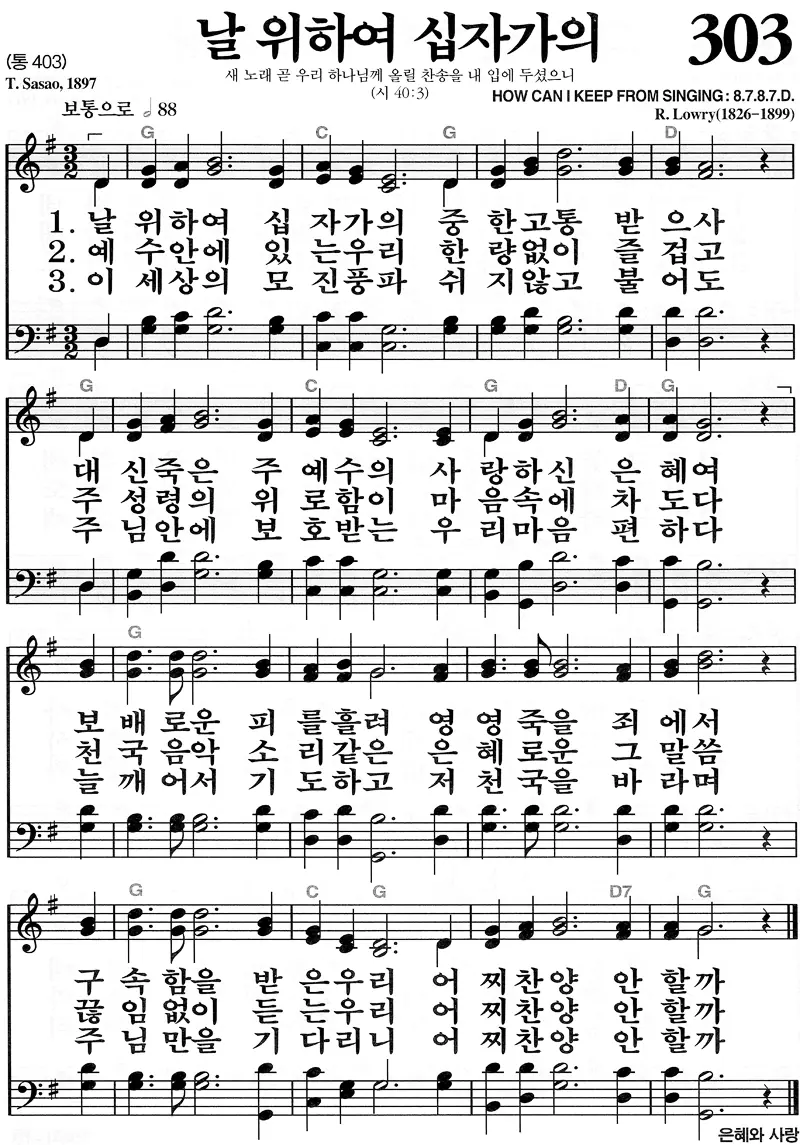 날 위하여 십자가의 303
(통 403)
T. Sasao, 1897
새 노래 곧 우리 하나님께 올릴 찬송을 내 입에 두셨으니
(시 40:3)
HOW CAN I KEEP FROM SINGING: 8.7.8.7.D.
R. Lowry(1826-1899)
보통으로 𝅗𝅥 88
G C G D
3 2
1. 날 위하여 십 자가의 중 한고통 받 으사
2. 예 수안에 있 는우리 한 량없이 즐 겁고
3. 이 세상의 모 진풍파 쉬 지않고 불 어도
3 2
G C G D G
대 신죽은 주 예수의 사 랑하신 은 혜여
주 성령의 위 로함이 마 음속에 차 도다
주 님안에 보 호받는 우 리마음 편 하다
G
보 배로운 피 를흘려 영 영죽을 죄 에서
천 국음악 소 리같은 은 혜로운 그 말씀
늘 깨어서 기 도하고 저 천국을 바 라며
G C G D7 G
구 속함을 받 은우리 어 찌찬양 안 할까
끊 임없이 듣 는우리 어 찌찬양 안 할까
주 님만을 기 다리니 어 찌찬양 안 할까
은혜와 사랑